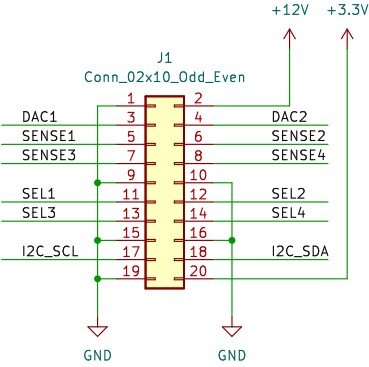 +12V +3.3V
J1
Conn_02x10_Odd_Even
1 2
DAC1 3 4 DAC2
SENSE1 5 6 SENSE2
SENSE3 7 8 SENSE4
9 10
SEL1 11 12 SEL2
SEL3 13 14 SEL4
15 16
I2C_SCL 17 18 I2C_SDA
19 20
GND GND